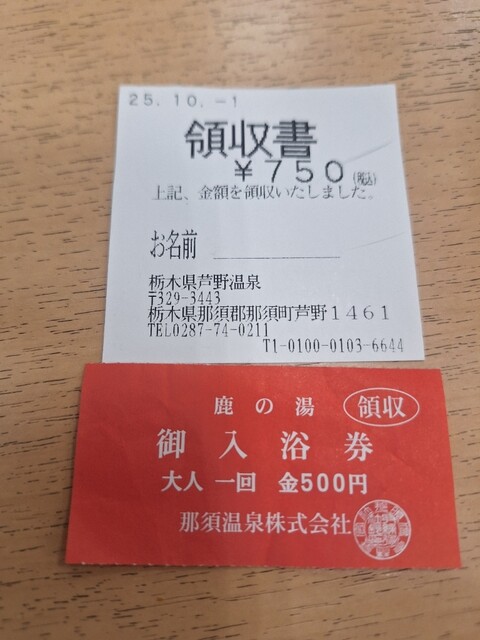 25.10.-1
領収書
¥750(税込)
上記、金額を領収いたしました。
お名前
栃木県芦野温泉
〒329-3443
栃木県那須郡那須町芦野1461
TEL0287-74-0211
T1-0100-0103-6644
鹿の湯
領収
御入浴券
大人 一回 金500円
那須温泉株式会社